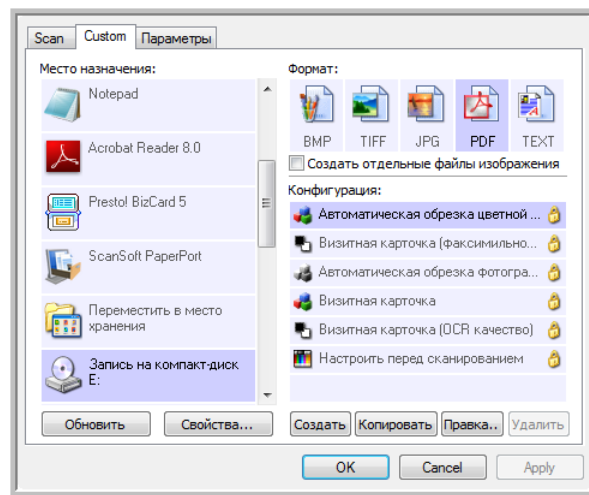 Scan Custom Параметры
Место назначения:
Notepad
Acrobat Reader 8.0
Presto! BizCard 5
ScanSoft PaperPort
Переместить в место
хранения
Запись на компакт-диск
E:
Обновить Свойства...
Формат:
BMP TIFF JPG PDF TEXT
Создать отдельные файлы изображения
Конфигурация:
Автоматическая обрезка цветной ...
Визитная карточка (факсимильно...
Автоматическая обрезка фотогра...
Визитная карточка
Визитная карточка (OCR качество)
Настроить перед сканированием
Создать Копировать Правка.. Удалить
OK Cancel Apply